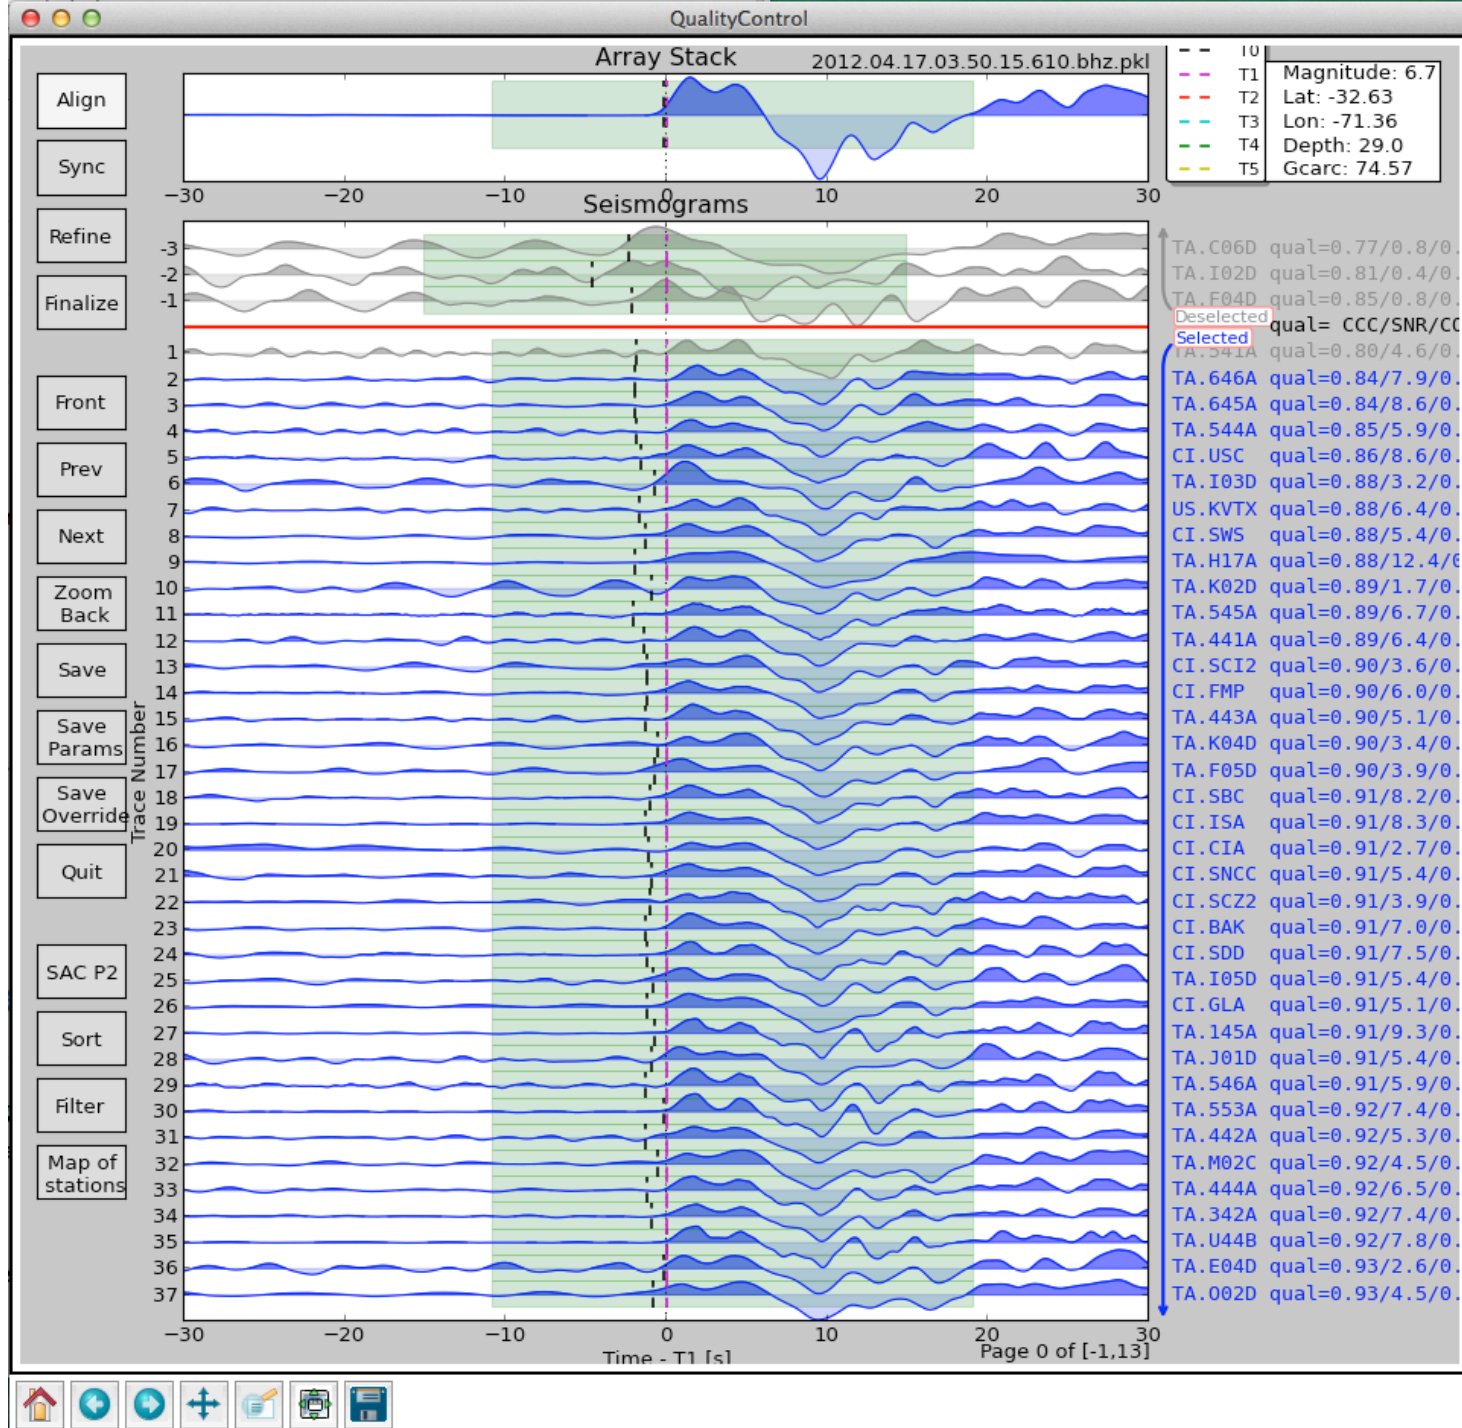 QualityControl
Array Stack
2012.04.17.03.50.15.610.bhz.pkl
T0
T1
T2
T3
T4
T5
Magnitude: 6.7
Lat: -32.63
Lon: -71.36
Depth: 29.0
Gcarc: 74.57
Align
Sync
Refine
Finalize
Front
Prev
Next
Zoom
Back
Save
Save
Params
Save
Override
Quit
SAC P2
Sort
Filter
Map of
stations
−30 −20 −10 0 10 20 30
Seismograms
Trace Number
-3
-2
-1
1
2
3
4
5
6
7
8
9
10
11
12
13
14
15
16
17
18
19
20
21
22
23
24
25
26
27
28
29
30
31
32
33
34
35
36
37
TA.C06D qual=0.77/0.8/0.
TA.I02D qual=0.81/0.4/0.
TA.F04D qual=0.85/0.8/0.
Deselected
qual= CCC/SNR/CO
Selected
TA.541A qual=0.80/4.6/0.
TA.646A qual=0.84/7.9/0.
TA.645A qual=0.84/8.6/0.
TA.544A qual=0.85/5.9/0.
CI.USC qual=0.86/8.6/0.
TA.I03D qual=0.88/3.2/0.
US.KVTX qual=0.88/6.4/0.
CI.SWS qual=0.88/5.4/0.
TA.H17A qual=0.88/12.4/0
TA.K02D qual=0.89/1.7/0.
TA.545A qual=0.89/6.7/0.
TA.441A qual=0.89/6.4/0.
CI.SCI2 qual=0.90/3.6/0.
CI.FMP qual=0.90/6.0/0.
TA.443A qual=0.90/5.1/0.
TA.K04D qual=0.90/3.4/0.
TA.F05D qual=0.90/3.9/0.
CI.SBC qual=0.91/8.2/0.
CI.ISA qual=0.91/8.3/0.
CI.CIA qual=0.91/2.7/0.
CI.SNCC qual=0.91/5.4/0.
CI.SCZ2 qual=0.91/3.9/0.
CI.BAK qual=0.91/7.0/0.
CI.SDD qual=0.91/7.5/0.
TA.I05D qual=0.91/5.4/0.
CI.GLA qual=0.91/5.1/0.
TA.145A qual=0.91/9.3/0.
TA.J01D qual=0.91/5.4/0.
TA.546A qual=0.91/5.9/0.
TA.553A qual=0.92/7.4/0.
TA.442A qual=0.92/5.3/0.
TA.M02C qual=0.92/4.5/0.
TA.444A qual=0.92/6.5/0.
TA.342A qual=0.92/7.4/0.
TA.U44B qual=0.92/7.8/0.
TA.E04D qual=0.93/2.6/0.
TA.O02D qual=0.93/4.5/0.
−30 −20 −10 0 10 20 30
Time - T1 [s]
Page 0 of [-1,13]